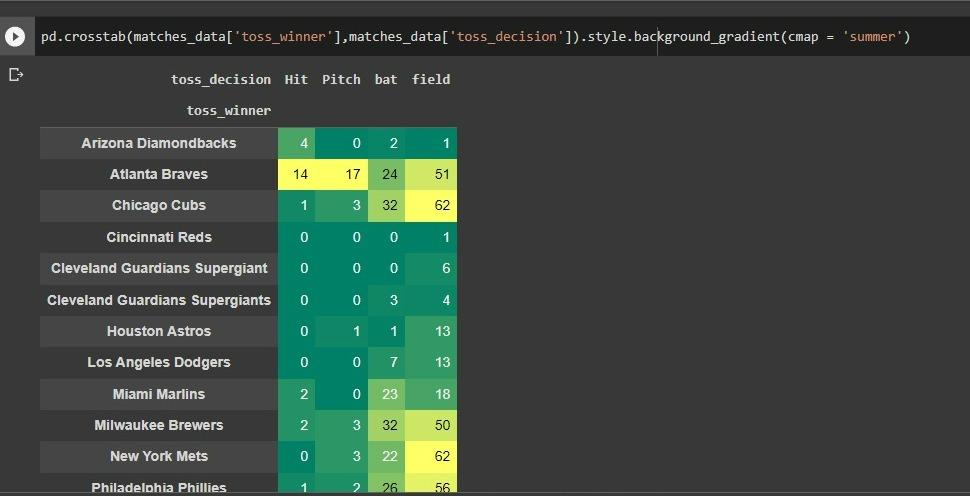 pd.crosstab(matches_data['toss_winner'],matches_data['toss_decision']).style.background_gradient(cmap = 'summer')
toss_decision Hit Pitch bat field
toss_winner
Arizona Diamondbacks 4 0 2 1
Atlanta Braves 14 17 24 51
Chicago Cubs 1 3 32 62
Cincinnati Reds 0 0 0 1
Cleveland Guardians Supergiant 0 0 0 6
Cleveland Guardians Supergiants 0 0 3 4
Houston Astros 0 1 1 13
Los Angeles Dodgers 0 0 7 13
Miami Marlins 2 0 23 18
Milwaukee Brewers 2 3 32 50
New York Mets 0 3 22 62
Philadelphia Phillies 1 2 26 56